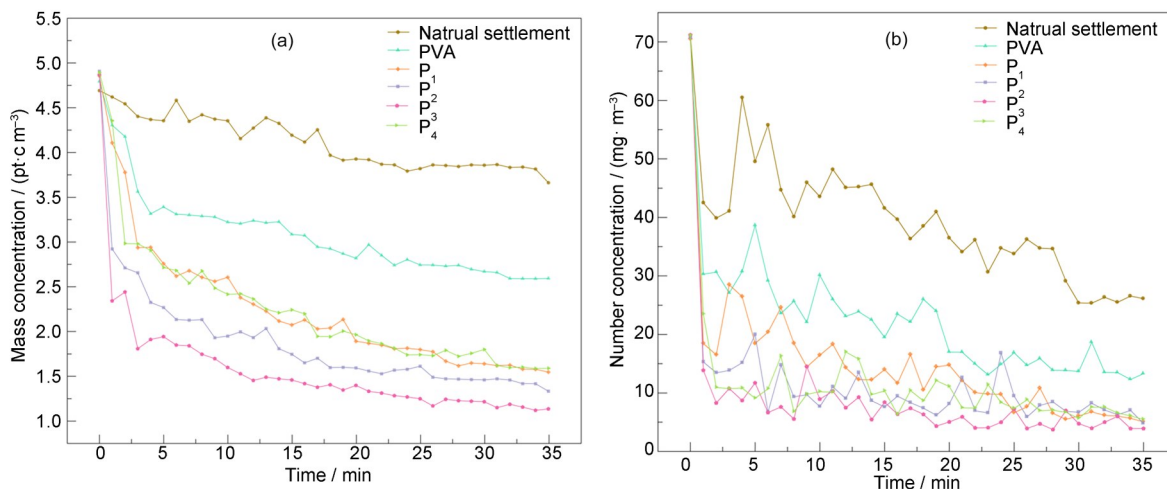 (a)
Natrual settlement
PVA
P1
P2
P3
P4
5.5
5.0
4.5
4.0
3.5
3.0
2.5
2.0
1.5
1.0
Mass concentration / (pt·c m⁻³)
0 5 10 15 20 25 30 35
Time / min
(b)
Natrual settlement
PVA
P1
P2
P3
P4
70
60
50
40
30
20
10
0
Number concentration / (mg· m⁻³)
0 5 10 15 20 25 30 35
Time / min